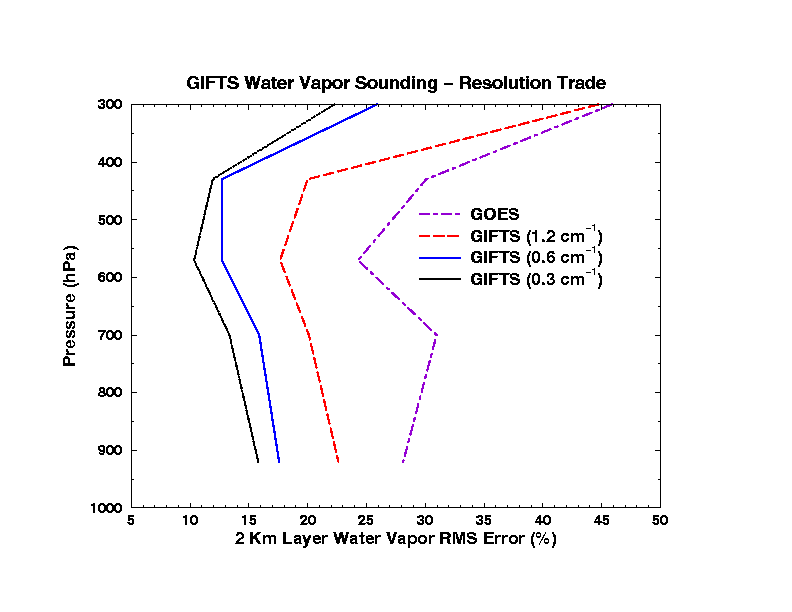 GIFTS Water Vapor Sounding – Resolution Trade
300
400
500
600
700
800
900
1000
Pressure (hPa)
GOES
GIFTS (1.2 cm⁻¹)
GIFTS (0.6 cm⁻¹)
GIFTS (0.3 cm⁻¹)
5 10 15 20 25 30 35 40 45 50
2 Km Layer Water Vapor RMS Error (%)